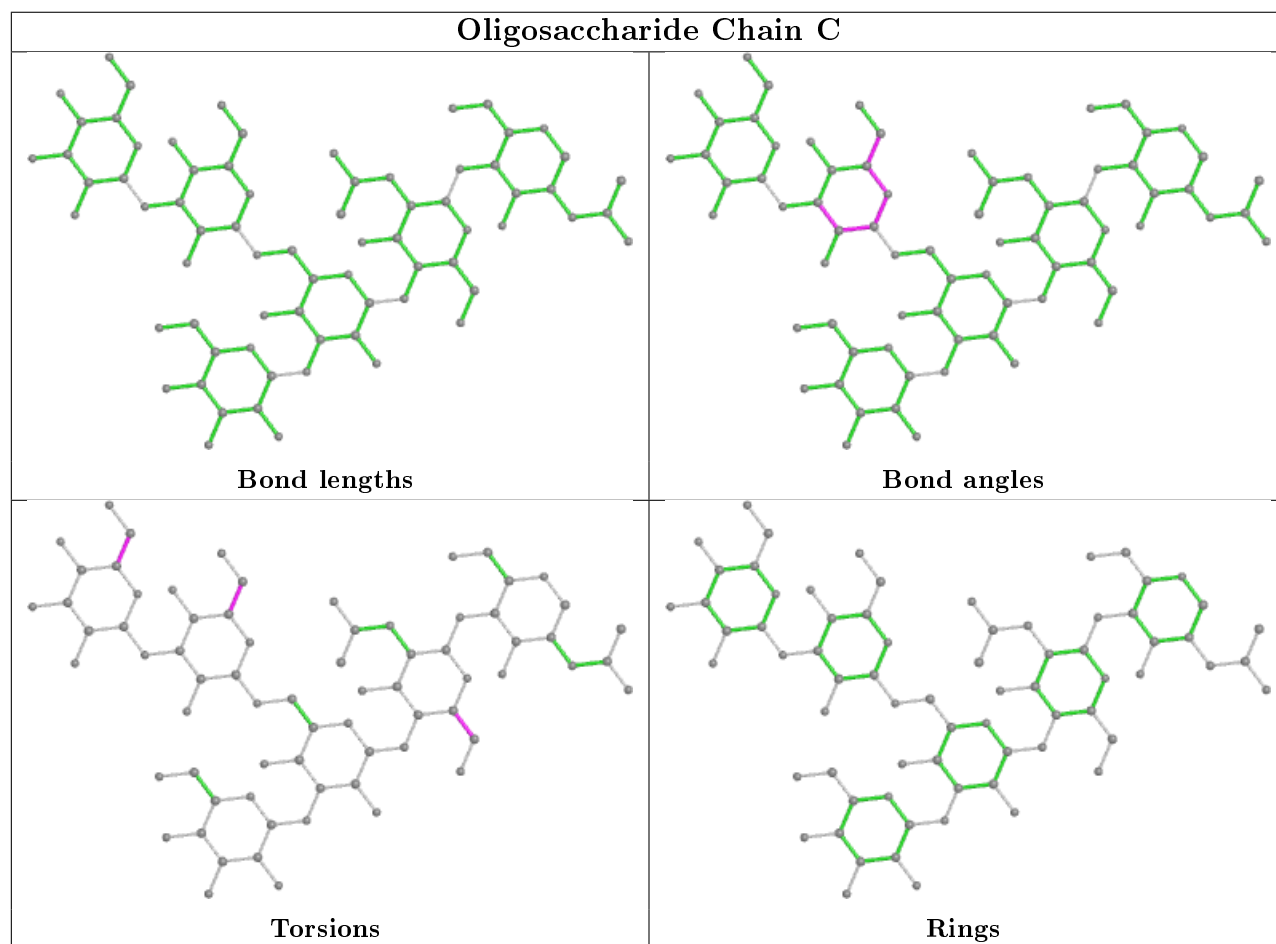 Oligosaccharide Chain C
Bond lengths
Bond angles
Torsions
Rings